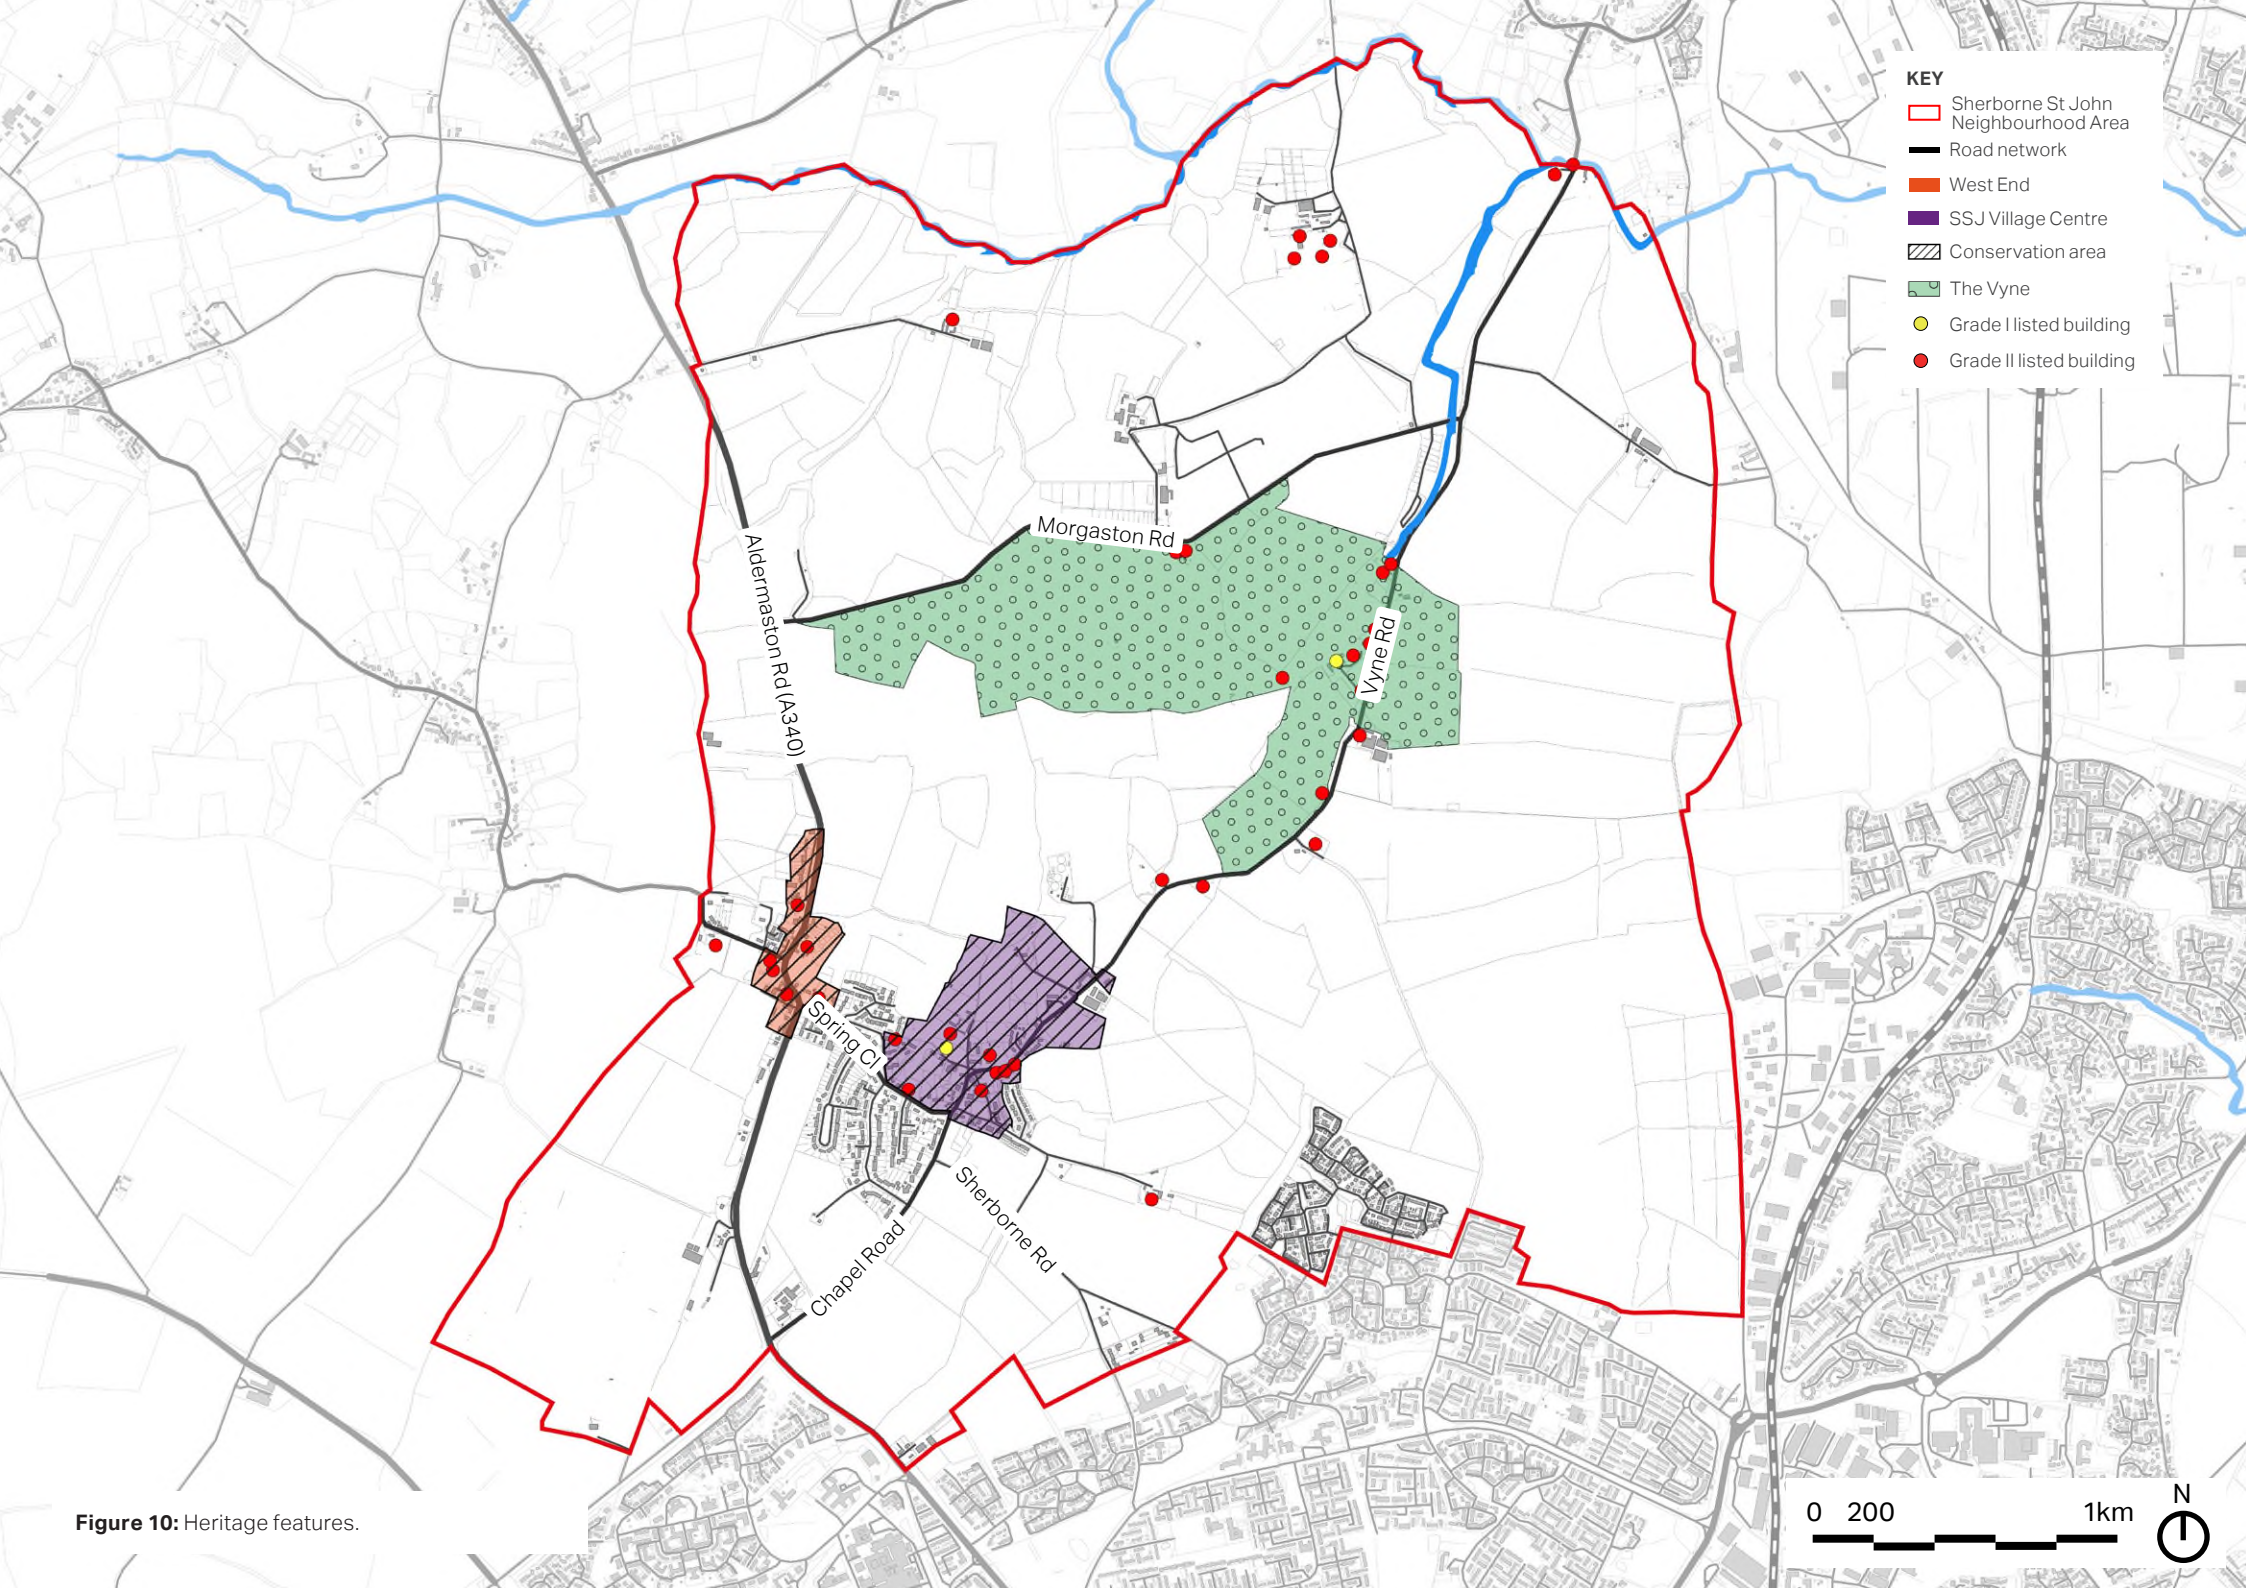 KEY
Sherborne St John
Neighbourhood Area
Road network
West End
SSJ Village Centre
Conservation area
The Vyne
Grade I listed building
Grade II listed building
Morgaston Rd
Aldermaston Rd (A340)
Vyne Rd
Spring Cl
Sherborne Rd
Chapel Road
Figure 10: Heritage features.
0 200 1km
N